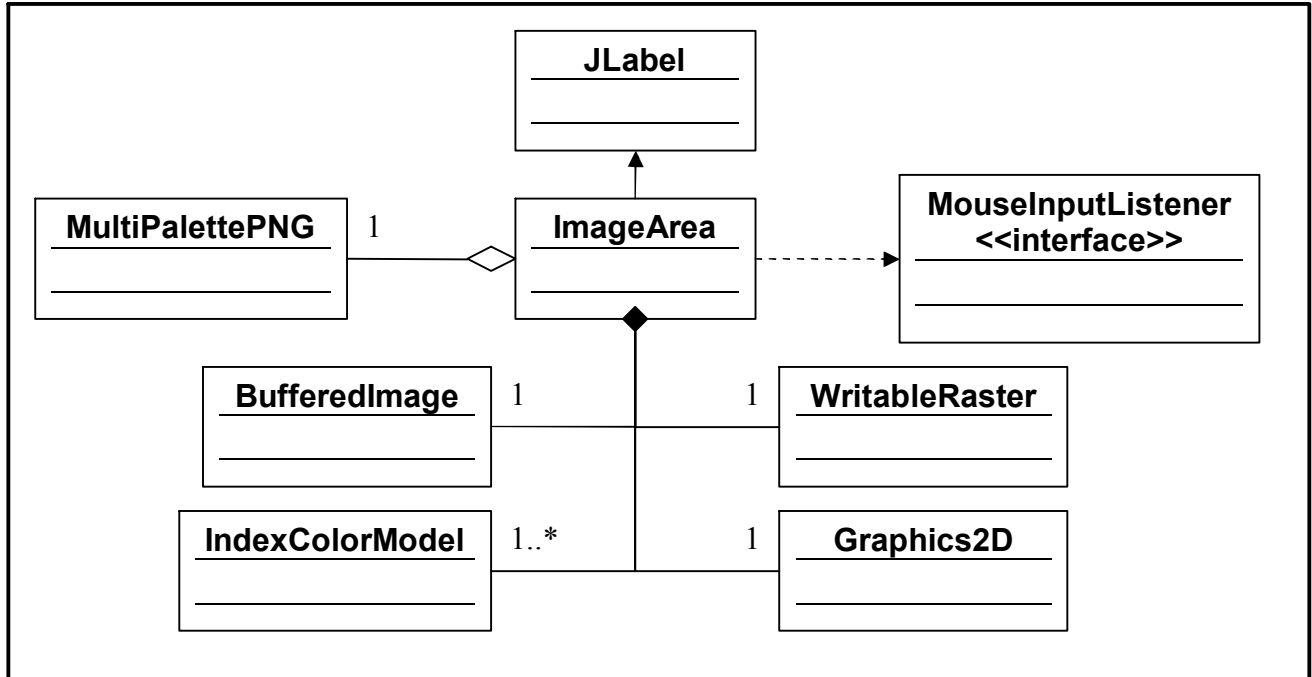 JLabel
MultiPalettePNG
1
ImageArea
MouseInputListener
<<interface>>
BufferedImage
1
1
WritableRaster
IndexColorModel
1..*
1
Graphics2D